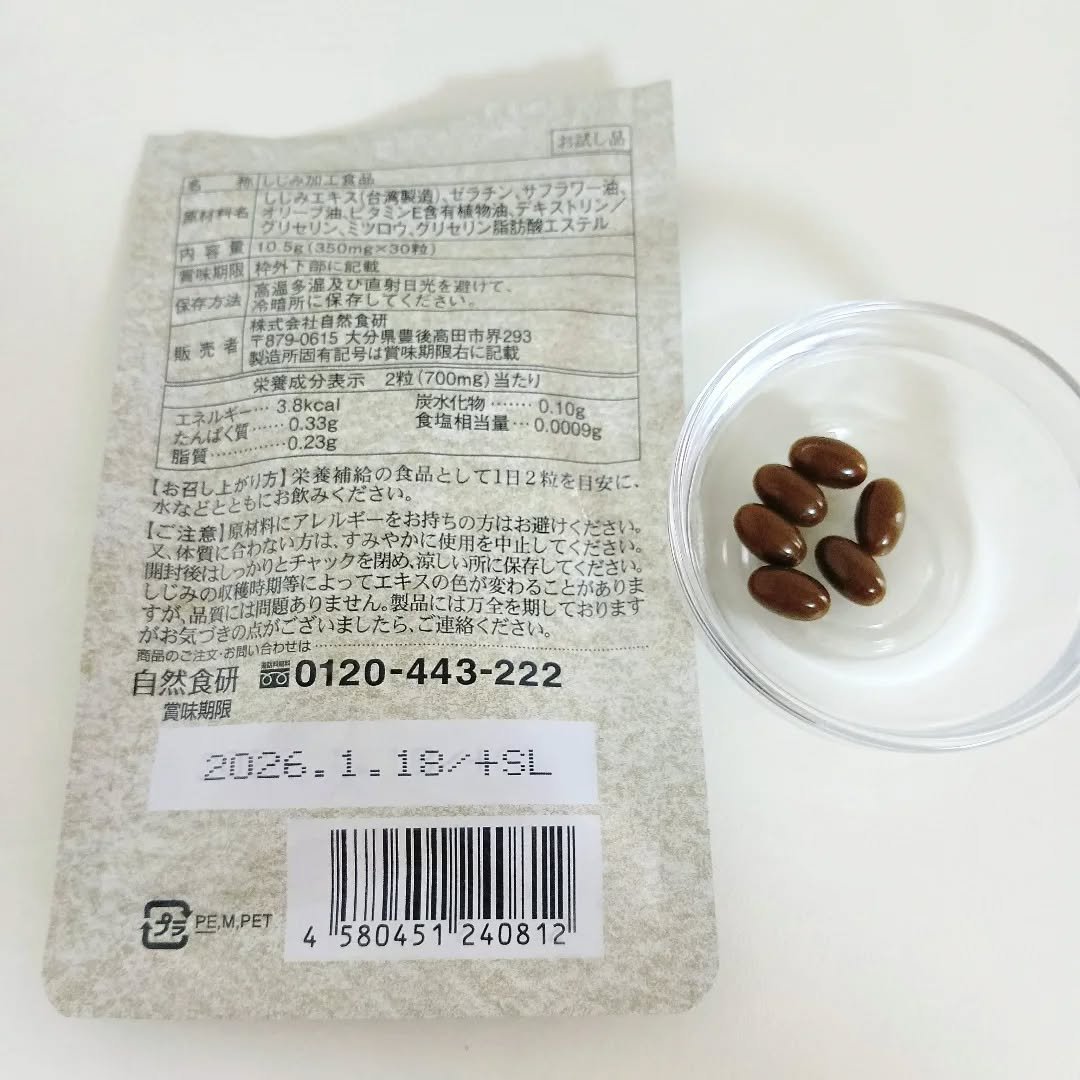 お試し品
名称 しじみ加工食品
原材料名 しじみエキス(台湾製造)、ゼラチン、サフラワー油、
オリーブ油、ビタミンE含有植物油、デキストリン/
グリセリン、ミツロウ、グリセリン脂肪酸エステル
内容量 10.5g(350mg×30粒)
賞味期限 枠外下部に記載
保存方法 高温多湿及び直射日光を避けて、
冷暗所に保存してください。
販売者 株式会社自然食研
〒879-0615 大分県豊後高田市界293
製造所固有記号は賞味期限右に記載
栄養成分表示 2粒(700mg)当たり
エネルギー… 3.8kcal 炭水化物…… 0.10g
たんぱく質…… 0.33g 食塩相当量… 0.0009g
脂質………… 0.23g
【お召し上がり方】栄養補給の食品として1日2粒を目安に、
水などとともにお飲みください。
【ご注意】原材料にアレルギーをお持ちの方はお避けください。
又、体質に合わない方は、すみやかに使用を中止してください。
開封後はしっかりとチャックを閉め、涼しい所に保存してください。
しじみの収穫時期等によってエキスの色が変わることがありま
すが、品質には問題ありません。製品には万全を期しております
がお気づきの点がございましたら、ご連絡ください。
商品のご注文・お問い合わせは
自然食研 0120-443-222
賞味期限
2026.1.18/+SL
プラ PE,M,PET
4 580451 240812